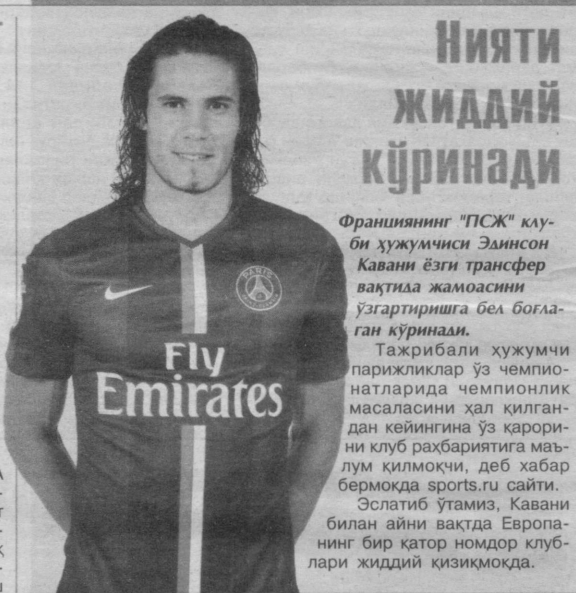 Нияти
жиддий
кўринади
Франциянинг "ПСЖ" клу-
би ҳужумчиси Эдинсон
Кавани ёзги трансфер
вақтида жамоасини
ўзгартиришга бел боғла-
ган кўринади.
Тажрибали ҳужумчи
парижликлар ўз чемпио-
натларида чемпионлик
масаласини ҳал қилган-
дан кейингина ўз қарори-
ни клуб раҳбариятига маъ-
лум қилмоқчи, деб хабар
бермокда sports.ru сайти.
Эслатиб ўтамиз, Кавани
билан айни вақтда Европа-
нинг бир қатор номдор клуб-
лари жиддий қизиқмоқда.
PARIS
Fly
Emirates